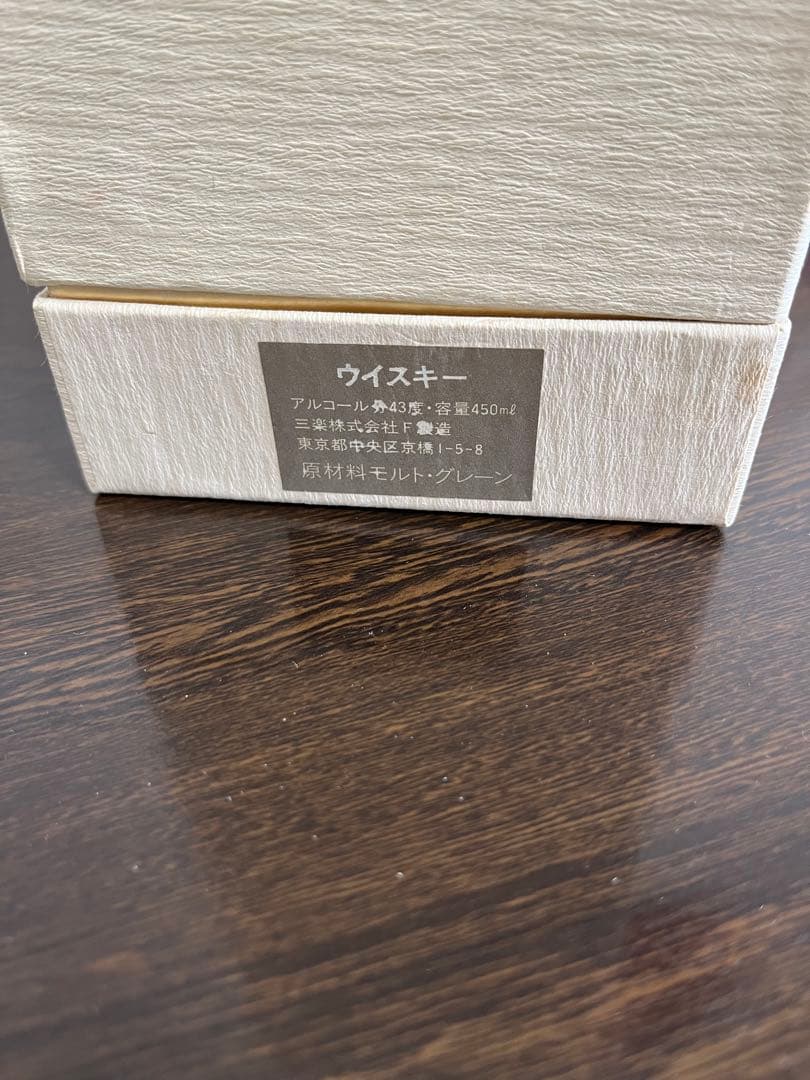 ウイスキー
アルコール分43度・容量450mℓ
三楽株式会社F製造
東京都中央区京橋1-5-8
原材料モルト・グレーン